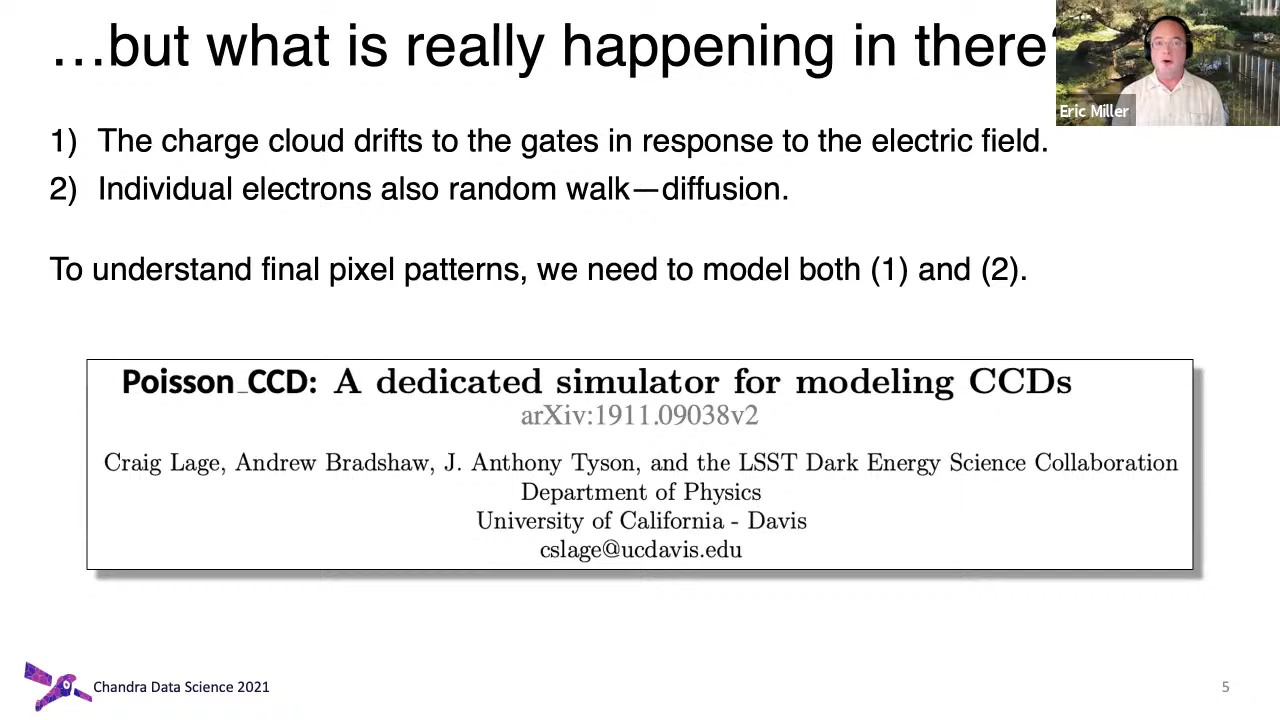 …but what is really happening in there?
Eric Miller
1) The charge cloud drifts to the gates in response to the electric field.
2) Individual electrons also random walk—diffusion.
To understand final pixel patterns, we need to model both (1) and (2).
Poisson_CCD: A dedicated simulator for modeling CCDs
arXiv:1911.09038v2
Craig Lage, Andrew Bradshaw, J. Anthony Tyson, and the LSST Dark Energy Science Collaboration
Department of Physics
University of California - Davis
cslage@ucdavis.edu
Chandra Data Science 2021
5